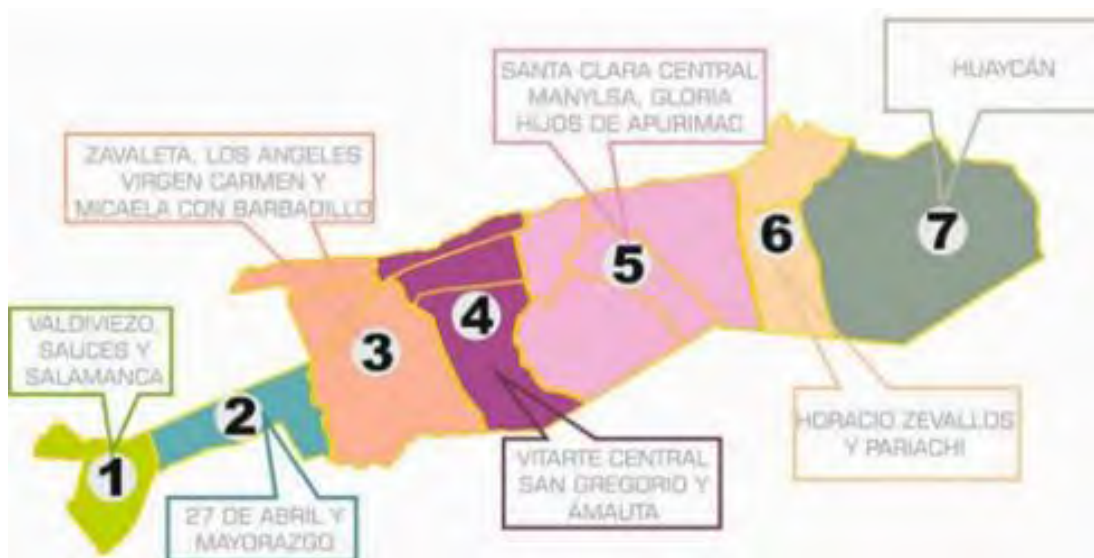 SANTA CLARA CENTRAL
MANYLSA, GLORIA
HIJOS DE APURIMAC
HUAYCÁN
ZAVALETA, LOS ANGELES
VIRGEN CARMEN Y
MICAELA CON BARBADILLO
VALDIVIEZO,
SAUCES Y
SALAMANCA
1
2
3
4
5
6
7
27 DE ABRIL Y
MAYORAZGO
VITARTE CENTRAL
SAN GREGORIO Y
AMAUTA
HORACIO ZEVALLOS
Y PARIACHI